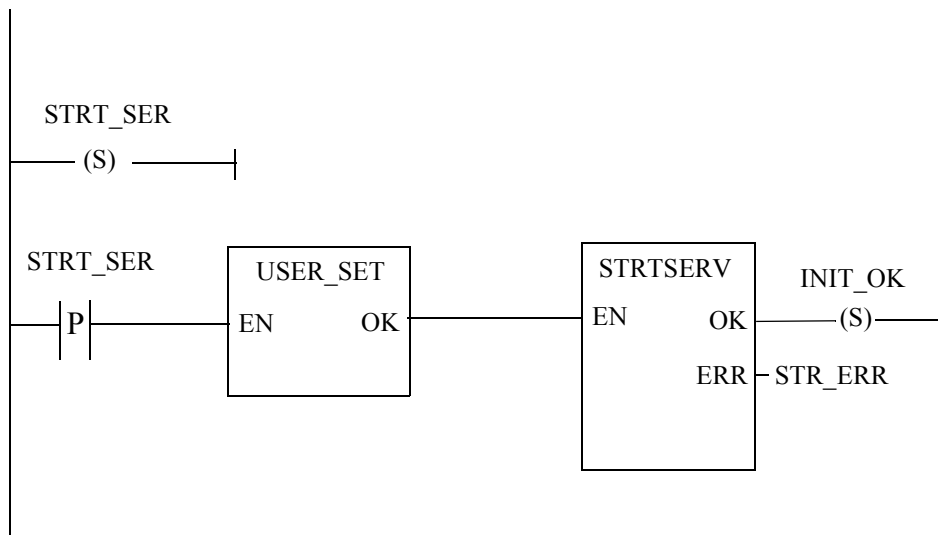 STRT_SER
(S)
STRT_SER
P
USER_SET
EN OK
STRTSERV
EN OK
ERR
INIT_OK
(S)
STR_ERR